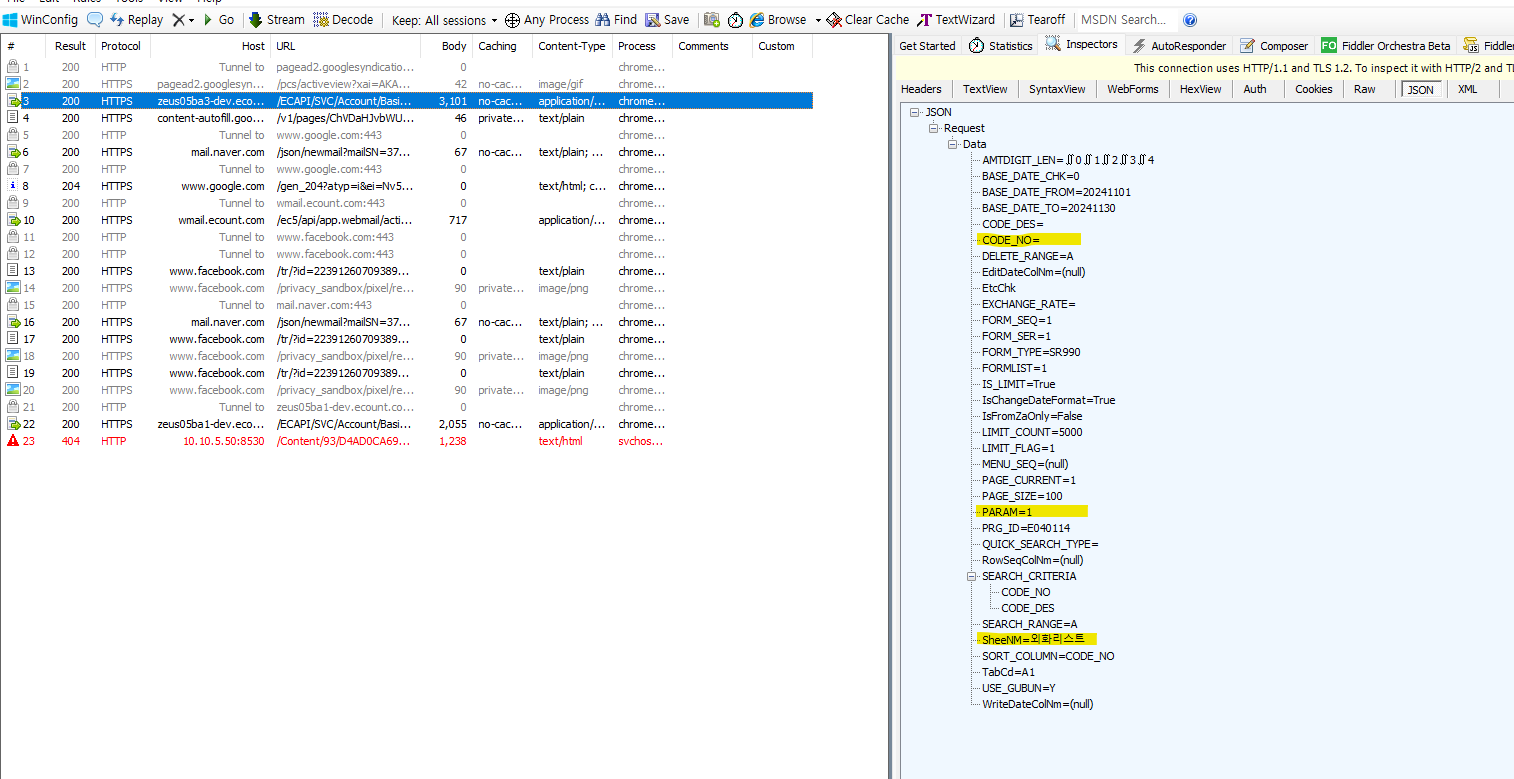 File Edit Rules Tools View Help
WinConfig Replay Go Stream Decode Keep: All sessions Any Process Find Save Browse Clear Cache TextWizard Tearoff MSDN Search...
# Result Protocol Host URL Body Caching Content-Type Process Comments Custom
1 200 HTTP Tunnel to pagead2.googlesyndicatio... 0 chrome...
2 200 HTTPS pagead2.googlesyn... /pcs/activeview?xai=AKA... 42 no-cac... image/gif chrome...
3 200 HTTPS zeus05ba3-dev.eco... /ECAPI/SVC/Account/Basi... 3,101 no-cac... application/... chrome...
4 200 HTTPS content-autofill.goo... /v1/pages/ChVDaHJvbWU... 46 private... text/plain chrome...
5 200 HTTP Tunnel to www.google.com:443 0 chrome...
6 200 HTTPS mail.naver.com /json/newmail?mailSN=37... 67 no-cac... text/plain; ... chrome...
7 200 HTTP Tunnel to www.google.com:443 0 chrome...
8 204 HTTPS www.google.com /gen_204?atyp=i&ei=Nv5... 0 text/html; c... chrome...
9 200 HTTP Tunnel to wmail.ecount.com:443 0 chrome...
10 200 HTTPS wmail.ecount.com /ec5/api/app.webmail/acti... 717 application/... chrome...
11 200 HTTP Tunnel to www.facebook.com:443 0 chrome...
12 200 HTTP Tunnel to www.facebook.com:443 0 chrome...
13 200 HTTPS www.facebook.com /tr/?id=22391260709389... 0 text/plain chrome...
14 200 HTTPS www.facebook.com /privacy_sandbox/pixel/re... 90 private... image/png chrome...
15 200 HTTP Tunnel to mail.naver.com:443 0 chrome...
16 200 HTTPS mail.naver.com /json/newmail?mailSN=37... 67 no-cac... text/plain; ... chrome...
17 200 HTTPS www.facebook.com /tr/?id=22391260709389... 0 text/plain chrome...
18 200 HTTPS www.facebook.com /privacy_sandbox/pixel/re... 90 private... image/png chrome...
19 200 HTTPS www.facebook.com /tr/?id=22391260709389... 0 text/plain chrome...
20 200 HTTPS www.facebook.com /privacy_sandbox/pixel/re... 90 private... image/png chrome...
21 200 HTTP Tunnel to zeus05ba1-dev.ecount.co... 0 chrome...
22 200 HTTPS zeus05ba1-dev.eco... /ECAPI/SVC/Account/Basi... 2,055 no-cac... application/... chrome...
23 404 HTTP 10.10.5.50:8530 /Content/93/D4AD0CA69... 1,238 text/html svchos...
Get Started Statistics Inspectors AutoResponder Composer FO Fiddler Orchestra Beta Fiddler
This connection uses HTTP/1.1 and TLS 1.2. To inspect it with HTTP/2 and TL
Headers TextView SyntaxView WebForms HexView Auth Cookies Raw JSON XML
JSON
Request
Data
AMTDIGIT_LEN=∬0∬1∬2∬3∬4
BASE_DATE_CHK=0
BASE_DATE_FROM=20241101
BASE_DATE_TO=20241130
CODE_DES=
CODE_NO=
DELETE_RANGE=A
EditDateColNm=(null)
EtcChk
EXCHANGE_RATE=
FORM_SEQ=1
FORM_SER=1
FORM_TYPE=SR990
FORMLIST=1
IS_LIMIT=True
IsChangeDateFormat=True
IsFromZaOnly=False
LIMIT_COUNT=5000
LIMIT_FLAG=1
MENU_SEQ=(null)
PAGE_CURRENT=1
PAGE_SIZE=100
PARAM=1
PRG_ID=E040114
QUICK_SEARCH_TYPE=
RowSeqColNm=(null)
SEARCH_CRITERIA
CODE_NO
CODE_DES
SEARCH_RANGE=A
SheeNM=외화리스트
SORT_COLUMN=CODE_NO
TabCd=A1
USE_GUBUN=Y
WriteDateColNm=(null)